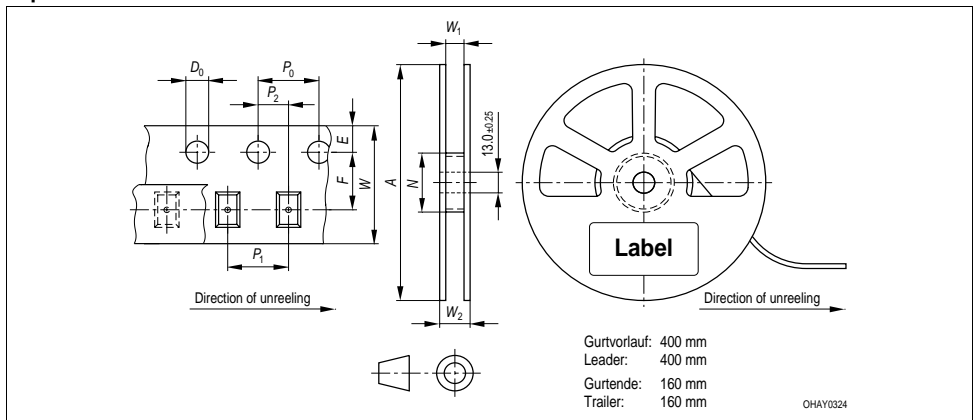 W1
D0
P0
P2
E
F
W
A
N
13.0 ±0.25
P1
W2
Label
Direction of unreeling
Direction of unreeling
Gurtvorlauf: 400 mm
Leader: 400 mm
Gurtende: 160 mm
Trailer: 160 mm
OHAY0324